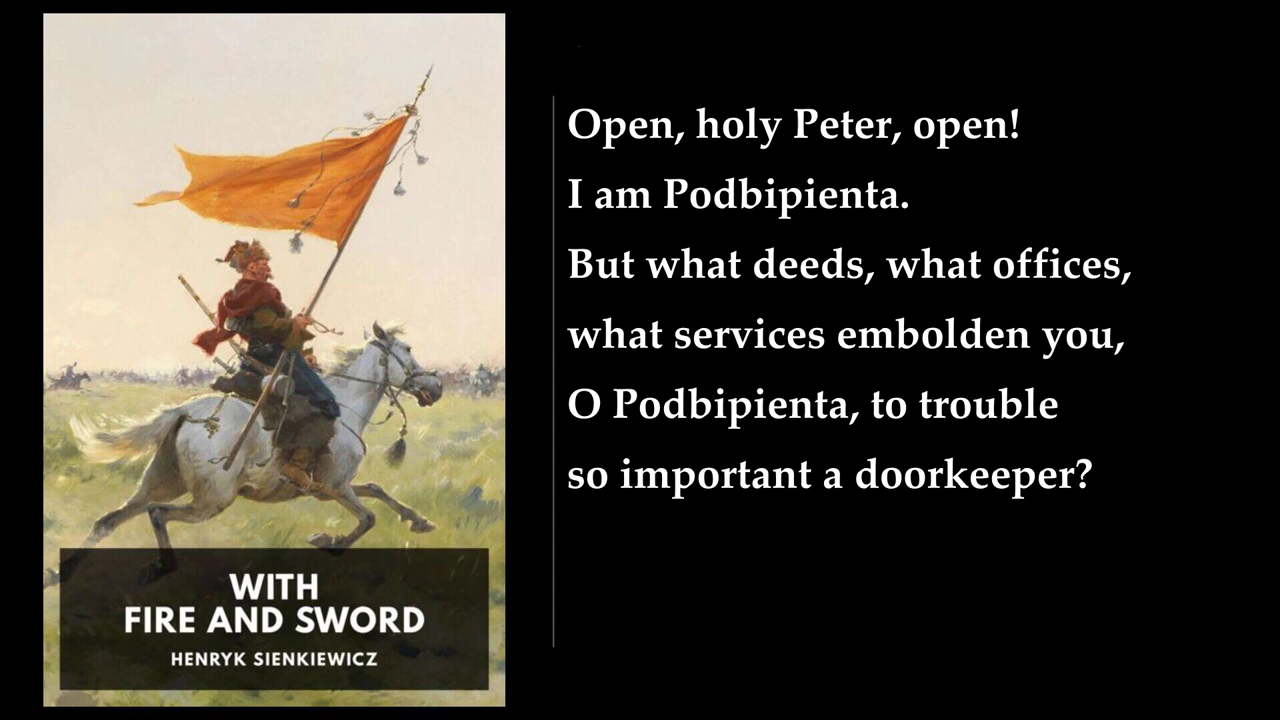 Open, holy Peter, open!
I am Podbipienta.
But what deeds, what offices,
what services embolden you,
O Podbipienta, to trouble
so important a doorkeeper?
WITH
FIRE AND SWORD
HENRYK SIENKIEWICZ